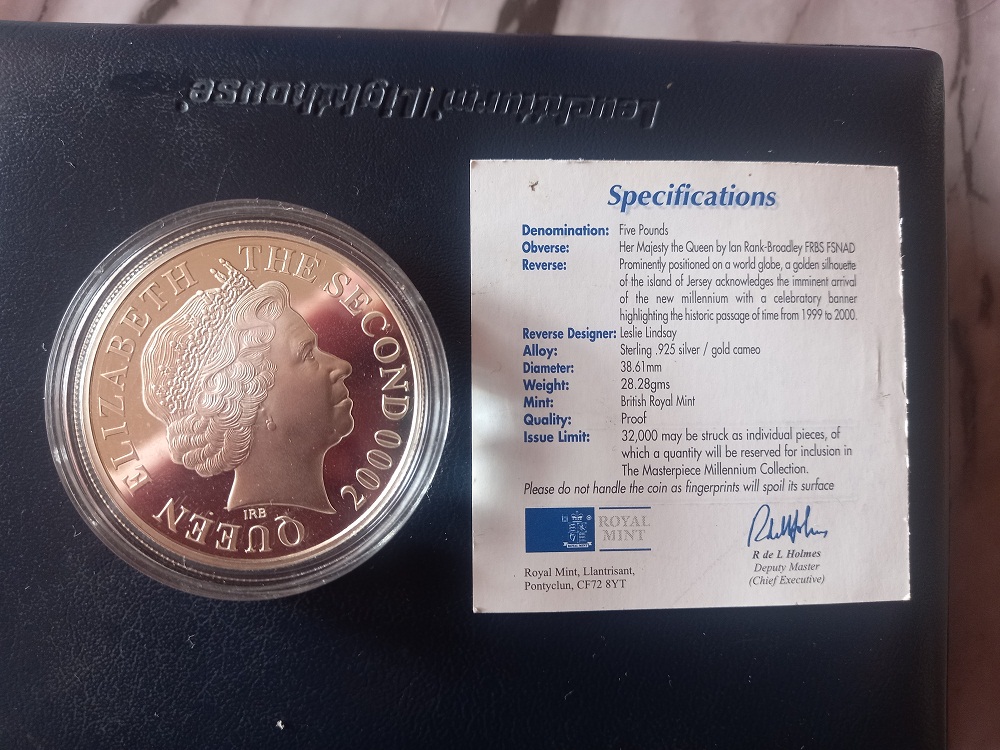 Leuchtturm/Lighthouse
QUEEN ELIZABETH THE SECOND 2000
IRB
Specifications
Denomination: Five Pounds
Obverse: Her Majesty the Queen by Ian Rank-Broadley FRBS FSNAD
Reverse: Prominently positioned on a world globe, a golden silhouette
of the island of Jersey acknowledges the imminent arrival
of the new millennium with a celebratory banner
highlighting the historic passage of time from 1999 to 2000.
Reverse Designer: Leslie Lindsay
Alloy: Sterling .925 silver / gold cameo
Diameter: 38.61mm
Weight: 28.28gms
Mint: British Royal Mint
Quality: Proof
Issue Limit: 32,000 may be struck as individual pieces, of
which a quantity will be reserved for inclusion in
The Masterpiece Millennium Collection.
Please do not handle the coin as fingerprints will spoil its surface
ROYAL
MINT
R de L Holmes
Deputy Master
(Chief Executive)
Royal Mint, Llantrisant,
Pontyclun, CF72 8YT